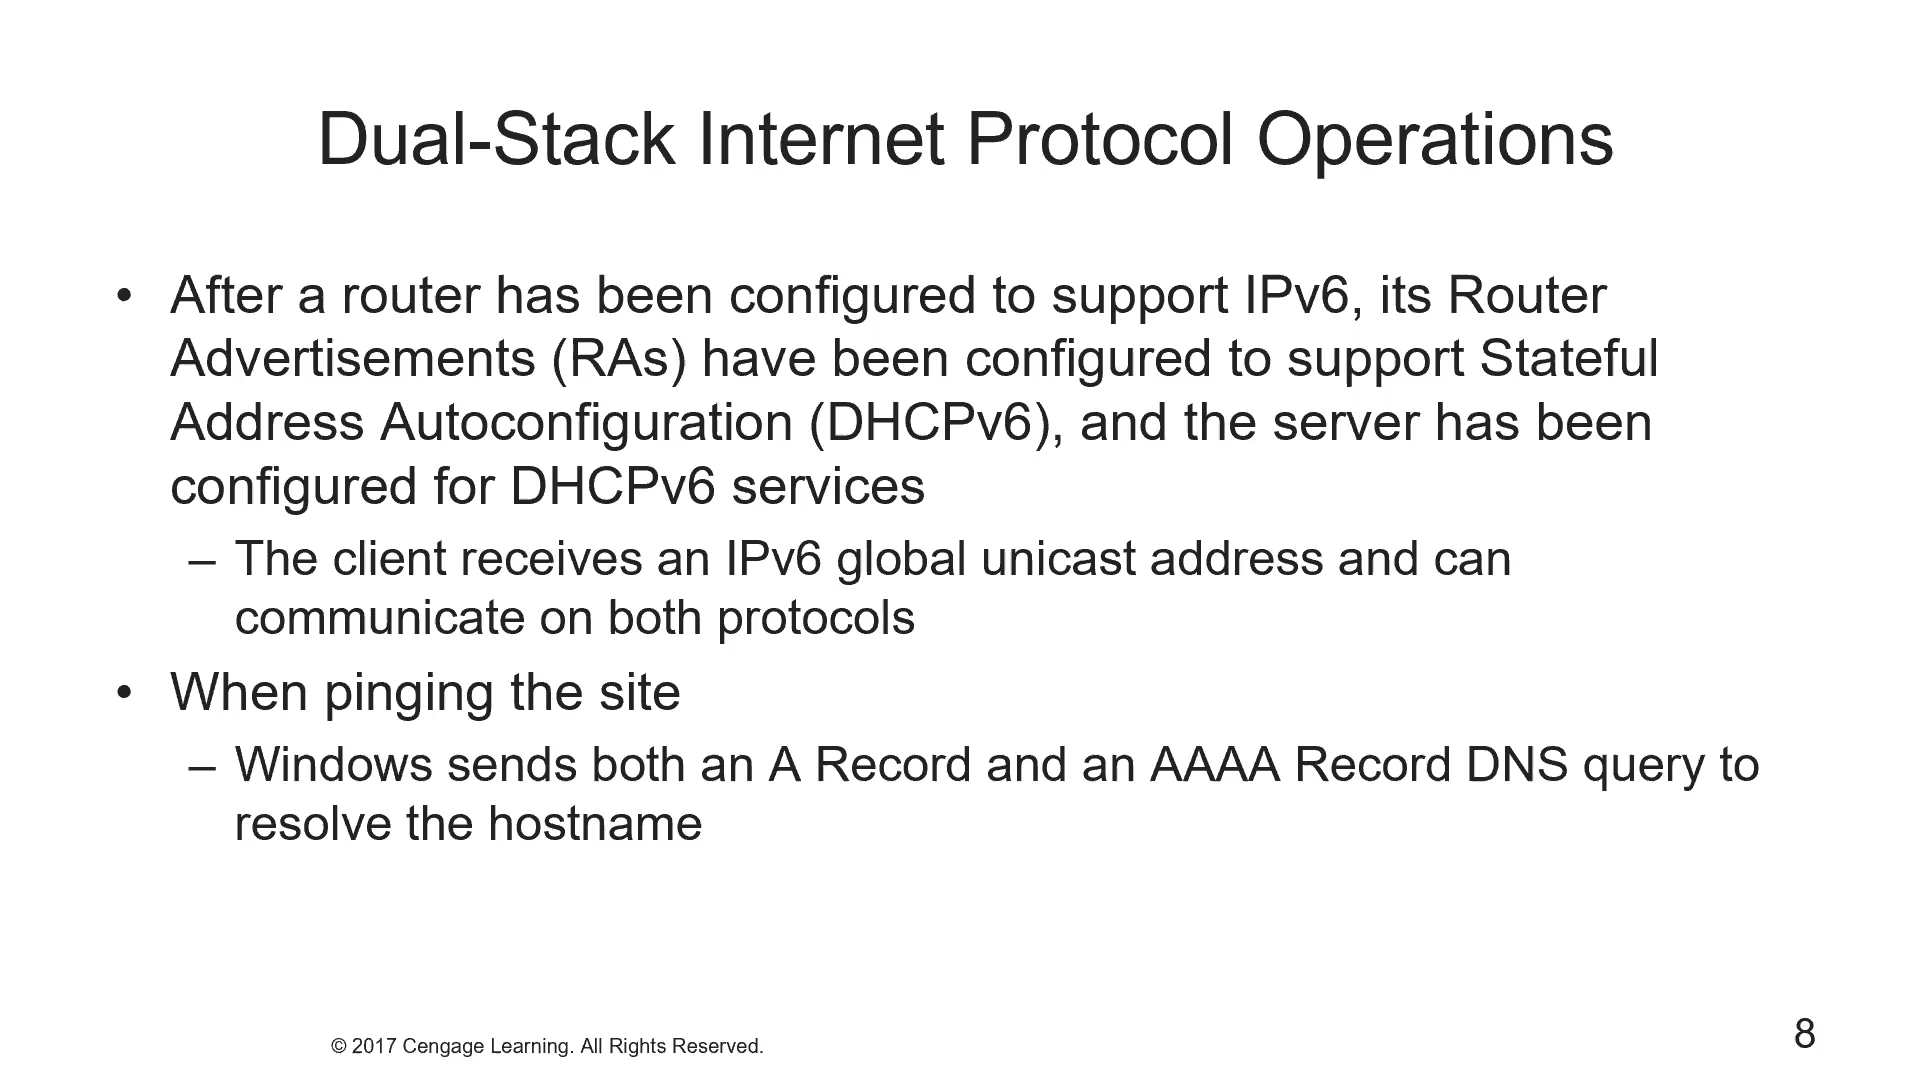 Dual-Stack Internet Protocol Operations
• After a router has been configured to support IPv6, its Router
Advertisements (RAs) have been configured to support Stateful
Address Autoconfiguration (DHCPv6), and the server has been
configured for DHCPv6 services
– The client receives an IPv6 global unicast address and can
communicate on both protocols
• When pinging the site
– Windows sends both an A Record and an AAAA Record DNS query to
resolve the hostname
© 2017 Cengage Learning. All Rights Reserved.
8